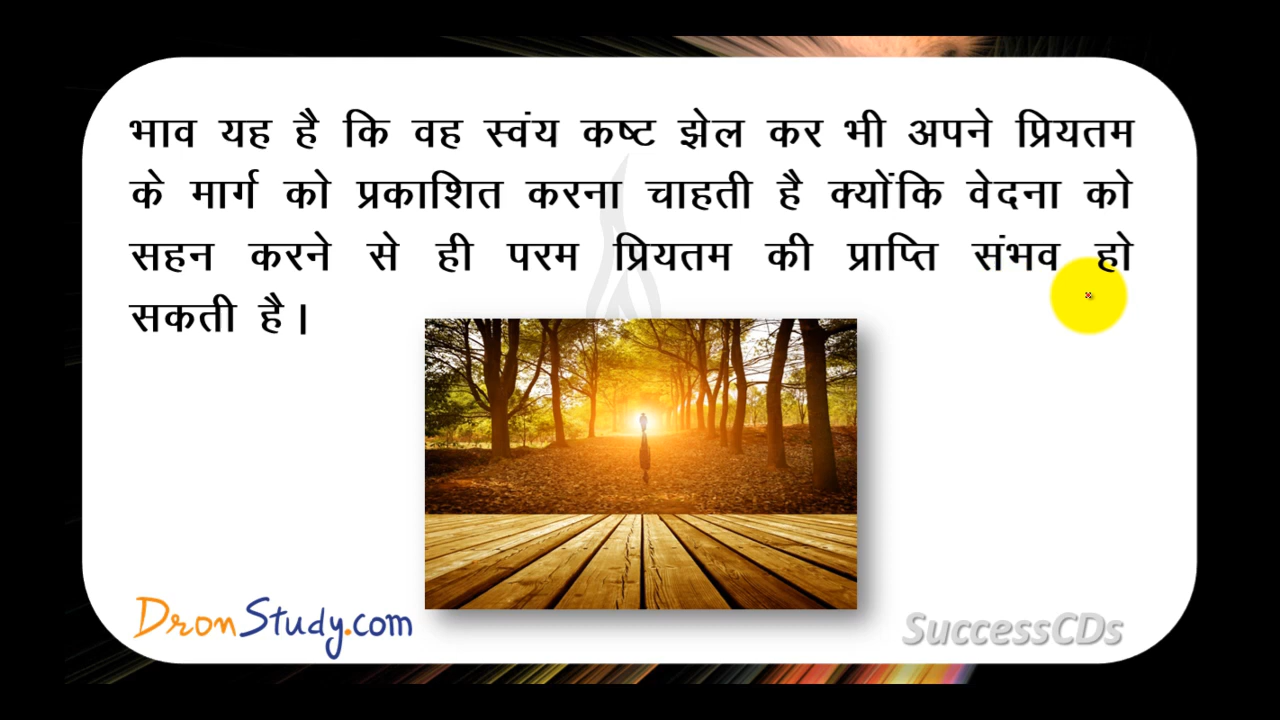 भाव यह है कि वह स्वंय कष्ट झेल कर भी अपने प्रियतम
के मार्ग को प्रकाशित करना चाहती है क्योंकि वेदना को
सहन करने से ही परम प्रियतम की प्राप्ति संभव हो
सकती है।
DronStudy.com
SuccessCDs